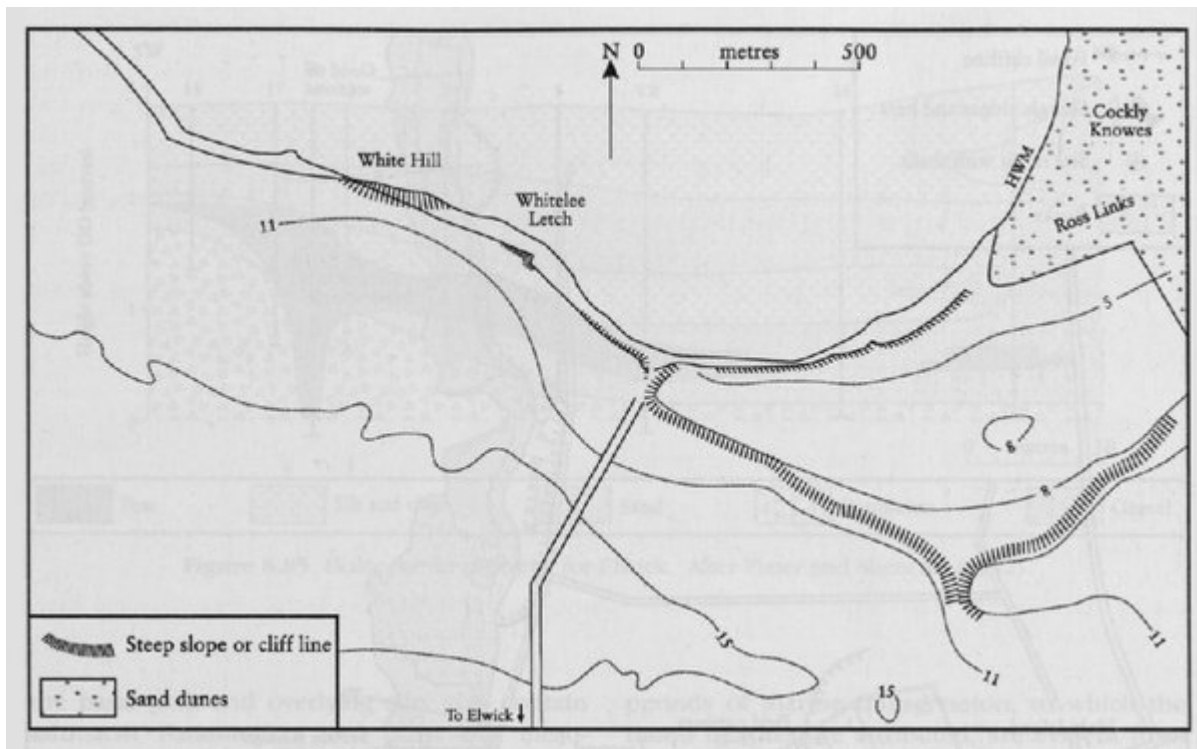 N 0 metres 500
Cockly
Knowes
HWM
Ross Links
White Hill
Whitelee
Letch
11
5
8
8
15
11
11
15
Steep slope or cliff line
Sand dunes
To Elwick